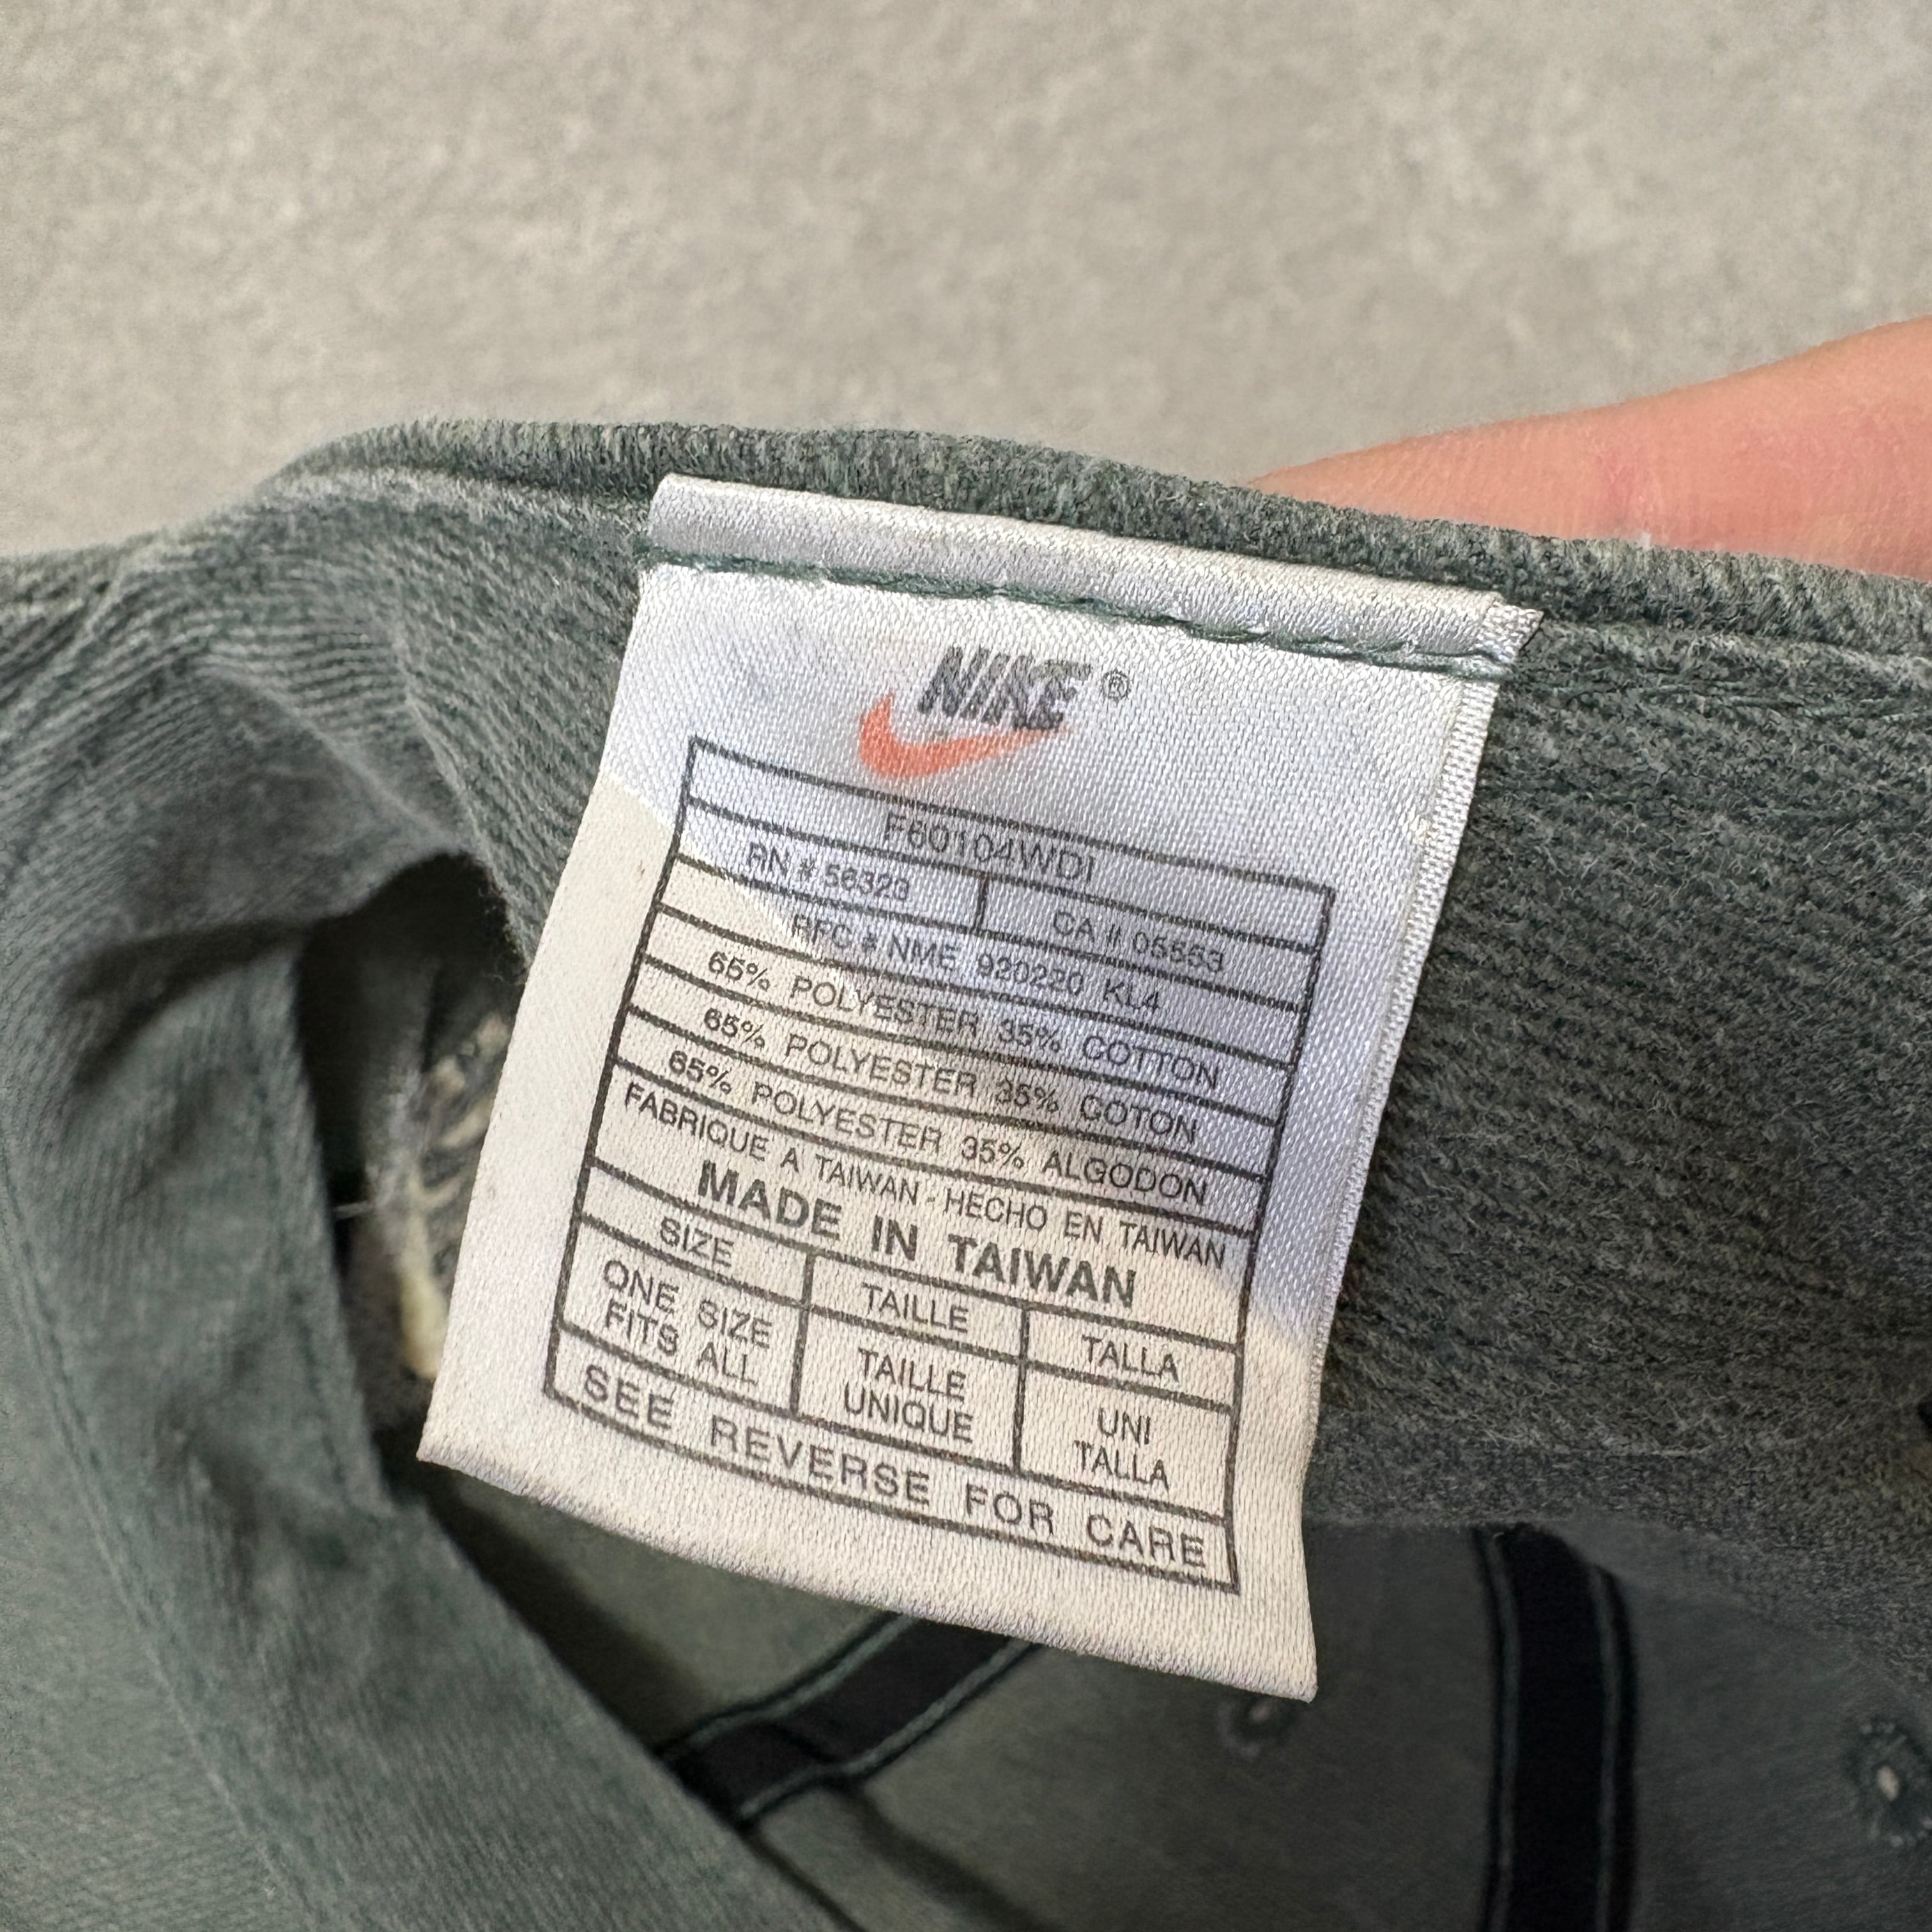 NIKE®
F60104WDI
RN # 56323 CA # 05553
RFC # NME 920220 KL4
65% POLYESTER 35% COTTON
65% POLYESTER 35% COTON
65% POLYESTER 35% ALGODON
FABRIQUE A TAIWAN - HECHO EN TAIWAN
MADE IN TAIWAN
SIZE TAILLE TALLA
ONE SIZE
FITS ALL
TAILLE
UNIQUE
UNI
TALLA
SEE REVERSE FOR CARE